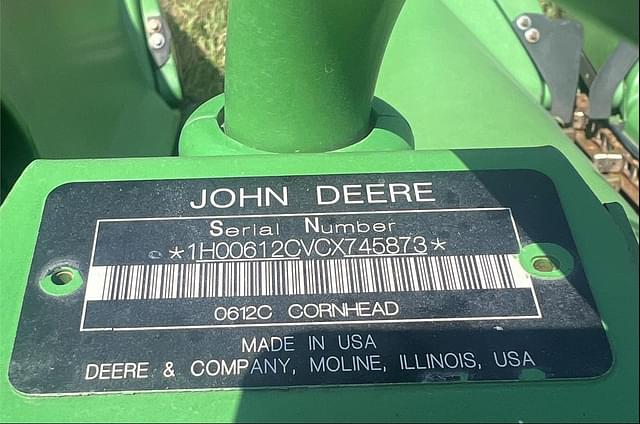 JOHN DEERE
Serial Number
*1H00612CVCX745873*
0612C CORNHEAD
MADE IN USA
DEERE & COMPANY, MOLINE, ILLINOIS, USA